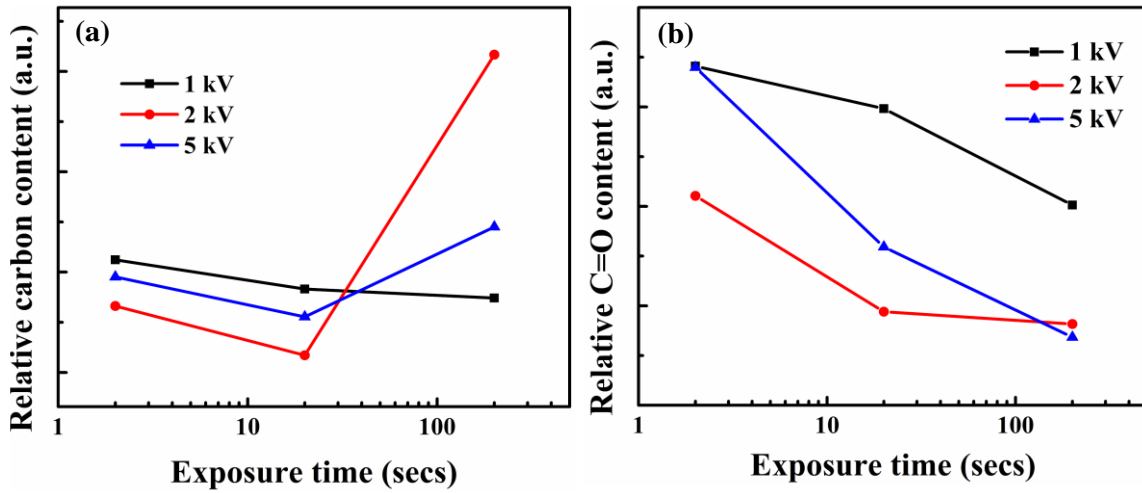 (a)
1 kV
2 kV
5 kV
Relative carbon content (a.u.)
1
10
100
Exposure time (secs)
(b)
1 kV
2 kV
5 kV
Relative C=O content (a.u.)
1
10
100
Exposure time (secs)